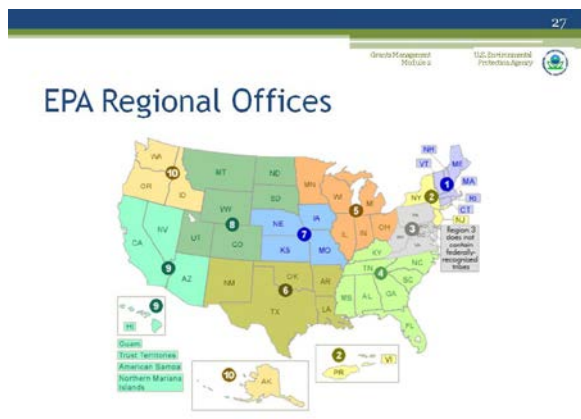 27
Grants Management
Module 2
U.S. Environmental
Protection Agency
EPA Regional Offices
WA
10
OR
ID
MT
ND
MN
WY
SD
WI
MI
NH
VT
ME
1
MA
RI
CT
NY
2
NJ
8
NE
IA
5
IL
IN
OH
3
Region 3
does not
contain
federally-
recognized
tribes
CA
NV
UT
CO
7
KS
MO
KY
9
AZ
NM
OK
6
AR
TN
4
NC
SC
TX
LA
MS
AL
GA
FL
9
HI
Guam
Trust Territories
American Samoa
Northern Mariana
Islands
10
AK
2
PR
VI